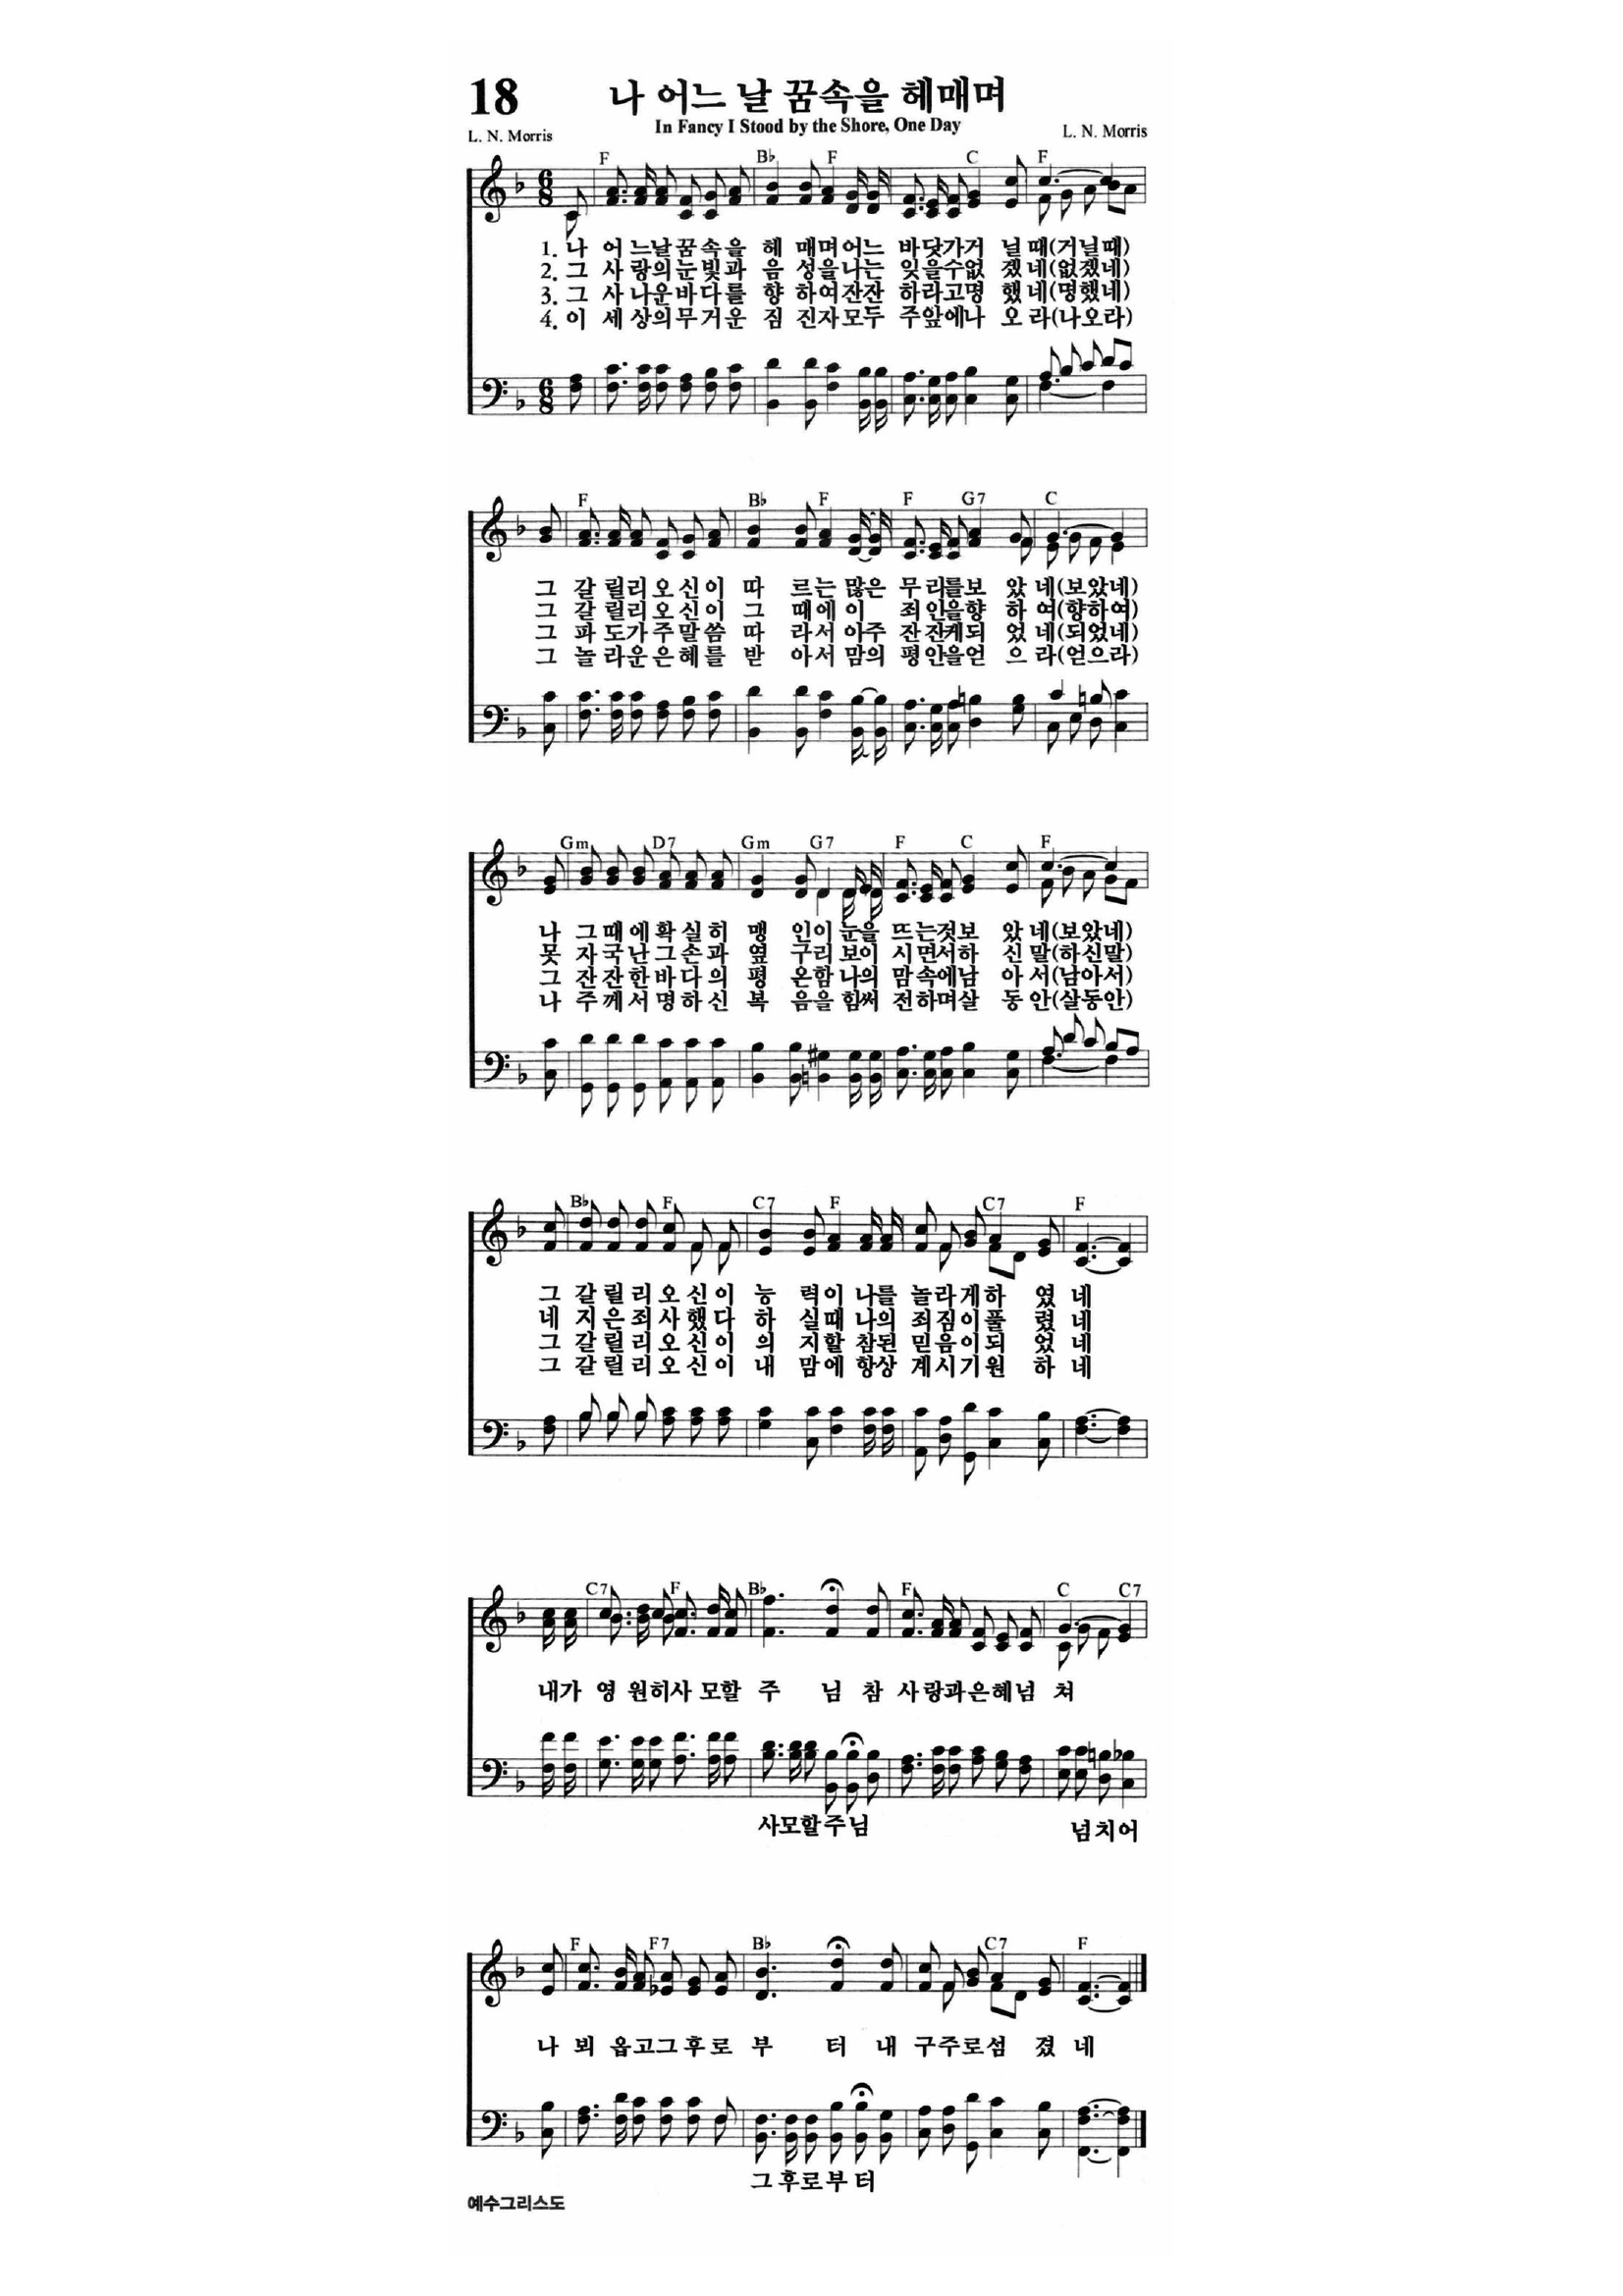 18
나 어느 날 꿈속을 헤매며
In Fancy I Stood by the Shore, One Day
L. N. Morris
L. N. Morris
F B♭ F C F
6 8
1. 나 어 느날 꿈 속 을 헤 매며 어느 바닷가거 닐 때(거닐때)
2. 그 사 랑의 눈 빛 과 음 성을 나는 잊을수없 겠 네(없겠네)
3. 그 사 나운 바 다 를 향 하여 잔잔 하라고명 했 네(명했네)
4. 이 세 상의 무 거 운 짐 진자 모두 주앞에나 오 라(나오라)
6 8
F B♭ F F G7 C
그 갈 릴리 오 신 이 따 르는 많은 무리를보 았 네(보았네)
그 갈 릴리 오 신 이 그 때에 이 죄인을향 하 여(향하여)
그 파 도가 주 말 씀 따 라서 아주 잔잔케되 었 네(되었네)
그 놀 라운 은 혜 를 받 아서 맘의 평안을얻 으 라(얻으라)
Gm D7 Gm G7 F C F
나 그 때 에 확 실 히 맹 인이 눈을 뜨는것보 았 네(보았네)
못 자 국 난 그 손 과 옆 구리 보이 시면서하 신 말(하신말)
그 잔 잔 한 바 다 의 평 온함 나의 맘속에남 아 서(남아서)
나 주 께 서 명 하 신 복 음을 힘써 전하며살 동 안(살동안)
B♭ F C7 F C7 F
그 갈 릴 리 오 신 이 능 력이 나를 놀라게하 였 네
네 지 은 죄 사 했 다 하 실때 나의 죄짐이풀 렸 네
그 갈 릴 리 오 신 이 의 지할 참된 믿음이되 었 네
그 갈 릴 리 오 신 이 내 맘에 항상 계시기원 하 네
C7 F B♭ F C C7
내가 영 원히사 모할 주 님 참 사 랑과은혜넘 쳐
사모할주님 넘치어
F F7 B♭ C7 F
나 뵈 옵고그 후 로 부 터 내 구주로섬 겼 네
그후로부 터
예수그리스도